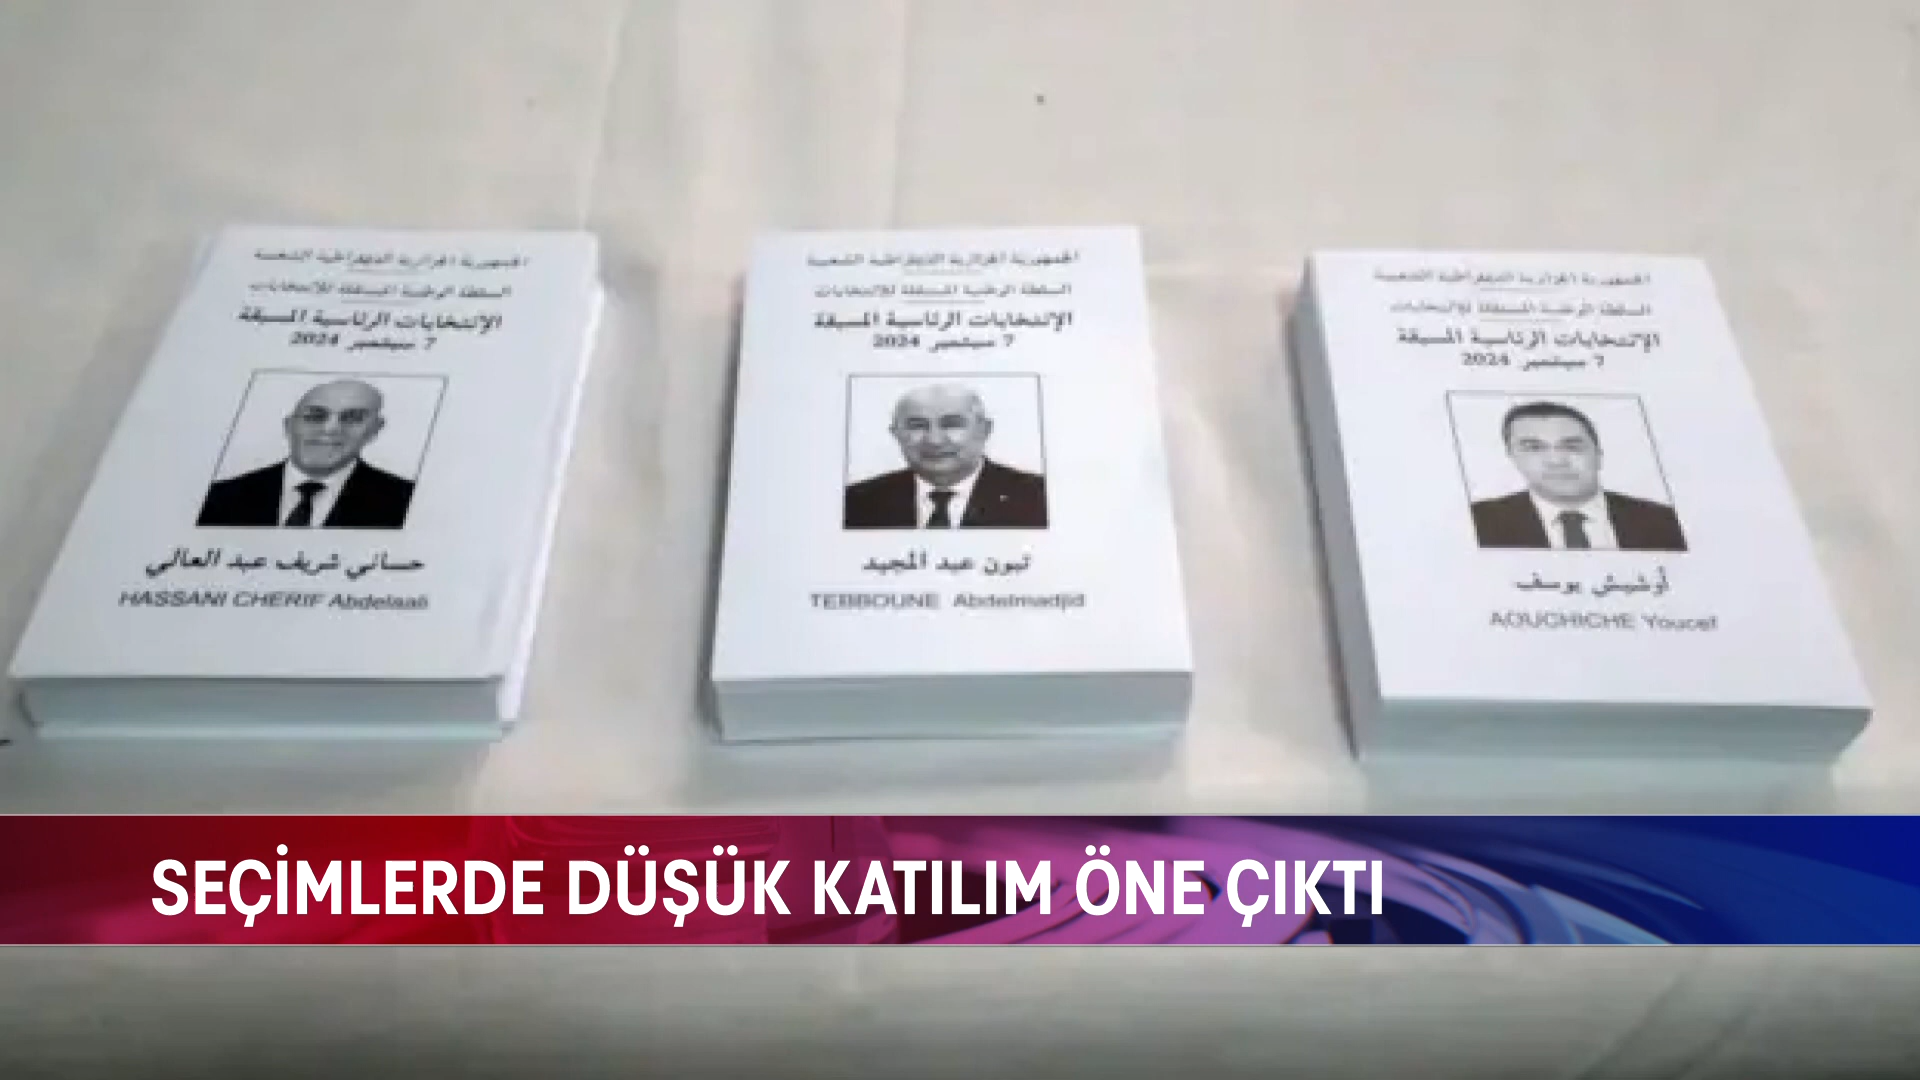 الجمهورية الجزائرية الديمقراطية الشعبية
السلطة الوطنية المستقلة للانتخابات
الإنتخابات الرئاسية المسبقة
7 سبتمبر 2024
حساني شريف عبد العالي
HASSANI CHERIF Abdelaali
الجمهورية الجزائرية الديمقراطية الشعبية
السلطة الوطنية المستقلة للانتخابات
الإنتخابات الرئاسية المسبقة
7 سبتمبر 2024
تبون عبد المجيد
TEBBOUNE Abdelmadjid
الجمهورية الجزائرية الديمقراطية الشعبية
السلطة الوطنية المستقلة للانتخابات
الإنتخابات الرئاسية المسبقة
7 سبتمبر 2024
أوشيش يوسف
AOUCHICHE Youcef
SEÇİMLERDE DÜŞÜK KATILIM ÖNE ÇIKTI